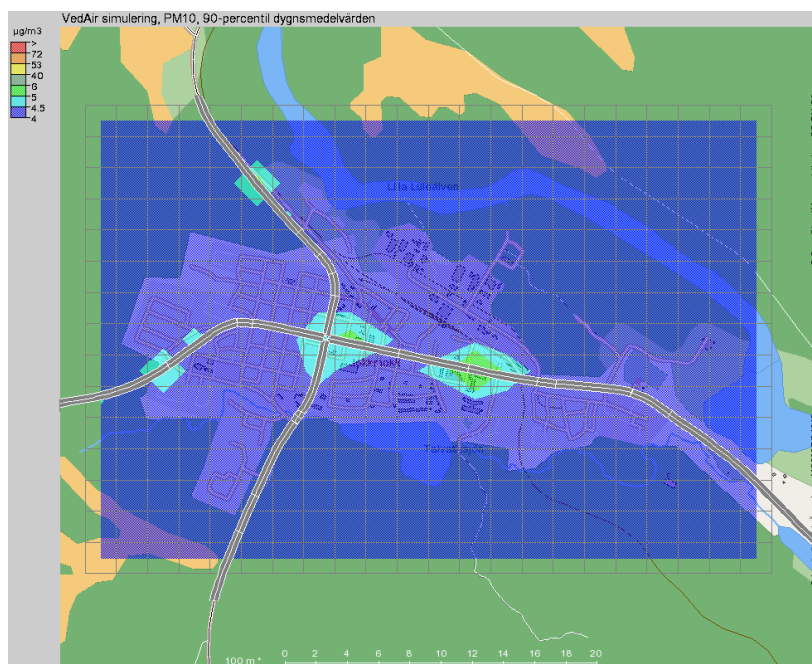 VedAir simulering, PM10, 90-percentil dygnsmedelvärden
µg/m3
>
72
53
40
6
5
4.5
4
Lilla Luleälven
Talvatisjön
100 m *
0 2 4 6 8 10 12 14 16 18 20